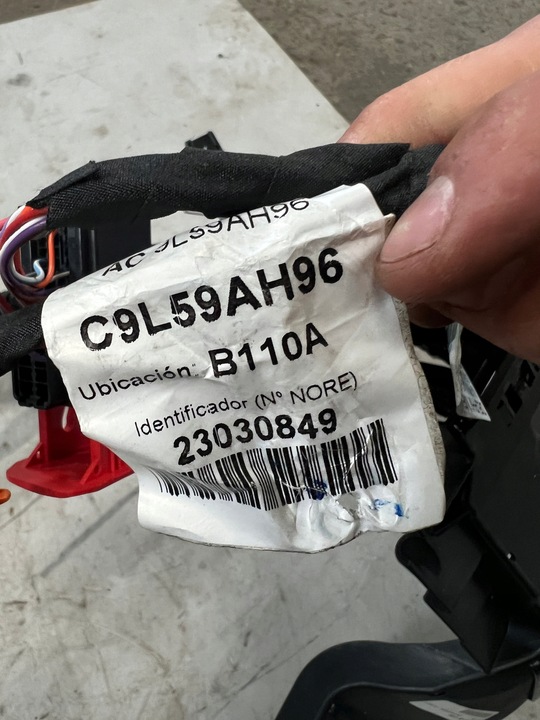 AC 9L59AH96
C9L59AH96
Ubicación: B110A
Identificador (Nº NORE)
23030849